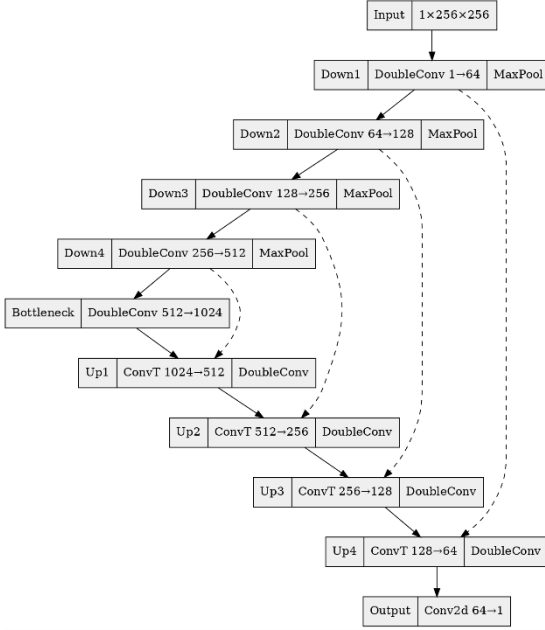 Input 1×256×256
Down1 DoubleConv 1→64 MaxPool
Down2 DoubleConv 64→128 MaxPool
Down3 DoubleConv 128→256 MaxPool
Down4 DoubleConv 256→512 MaxPool
Bottleneck DoubleConv 512→1024
Up1 ConvT 1024→512 DoubleConv
Up2 ConvT 512→256 DoubleConv
Up3 ConvT 256→128 DoubleConv
Up4 ConvT 128→64 DoubleConv
Output Conv2d 64→1